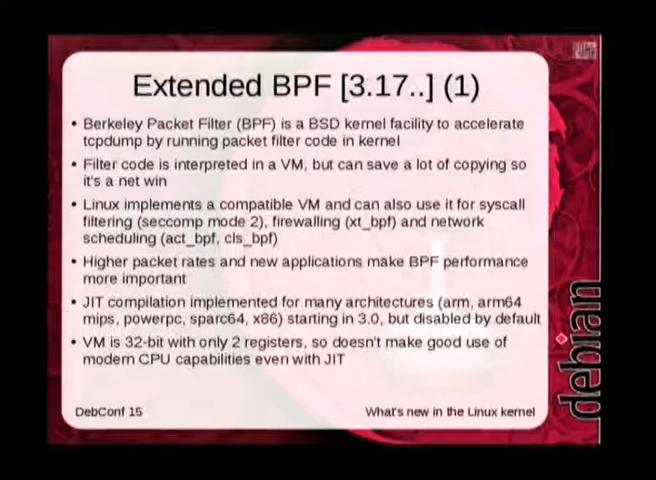 Extended BPF [3.17..] (1)
• Berkeley Packet Filter (BPF) is a BSD kernel facility to accelerate
tcpdump by running packet filter code in kernel
• Filter code is interpreted in a VM, but can save a lot of copying so
it's a net win
• Linux implements a compatible VM and can also use it for syscall
filtering (seccomp mode 2), firewalling (xt_bpf) and network
scheduling (act_bpf, cls_bpf)
• Higher packet rates and new applications make BPF performance
more important
• JIT compilation implemented for many architectures (arm, arm64
mips, powerpc, sparc64, x86) starting in 3.0, but disabled by default
• VM is 32-bit with only 2 registers, so doesn't make good use of
modern CPU capabilities even with JIT
DebConf 15
What's new in the Linux kernel
debian